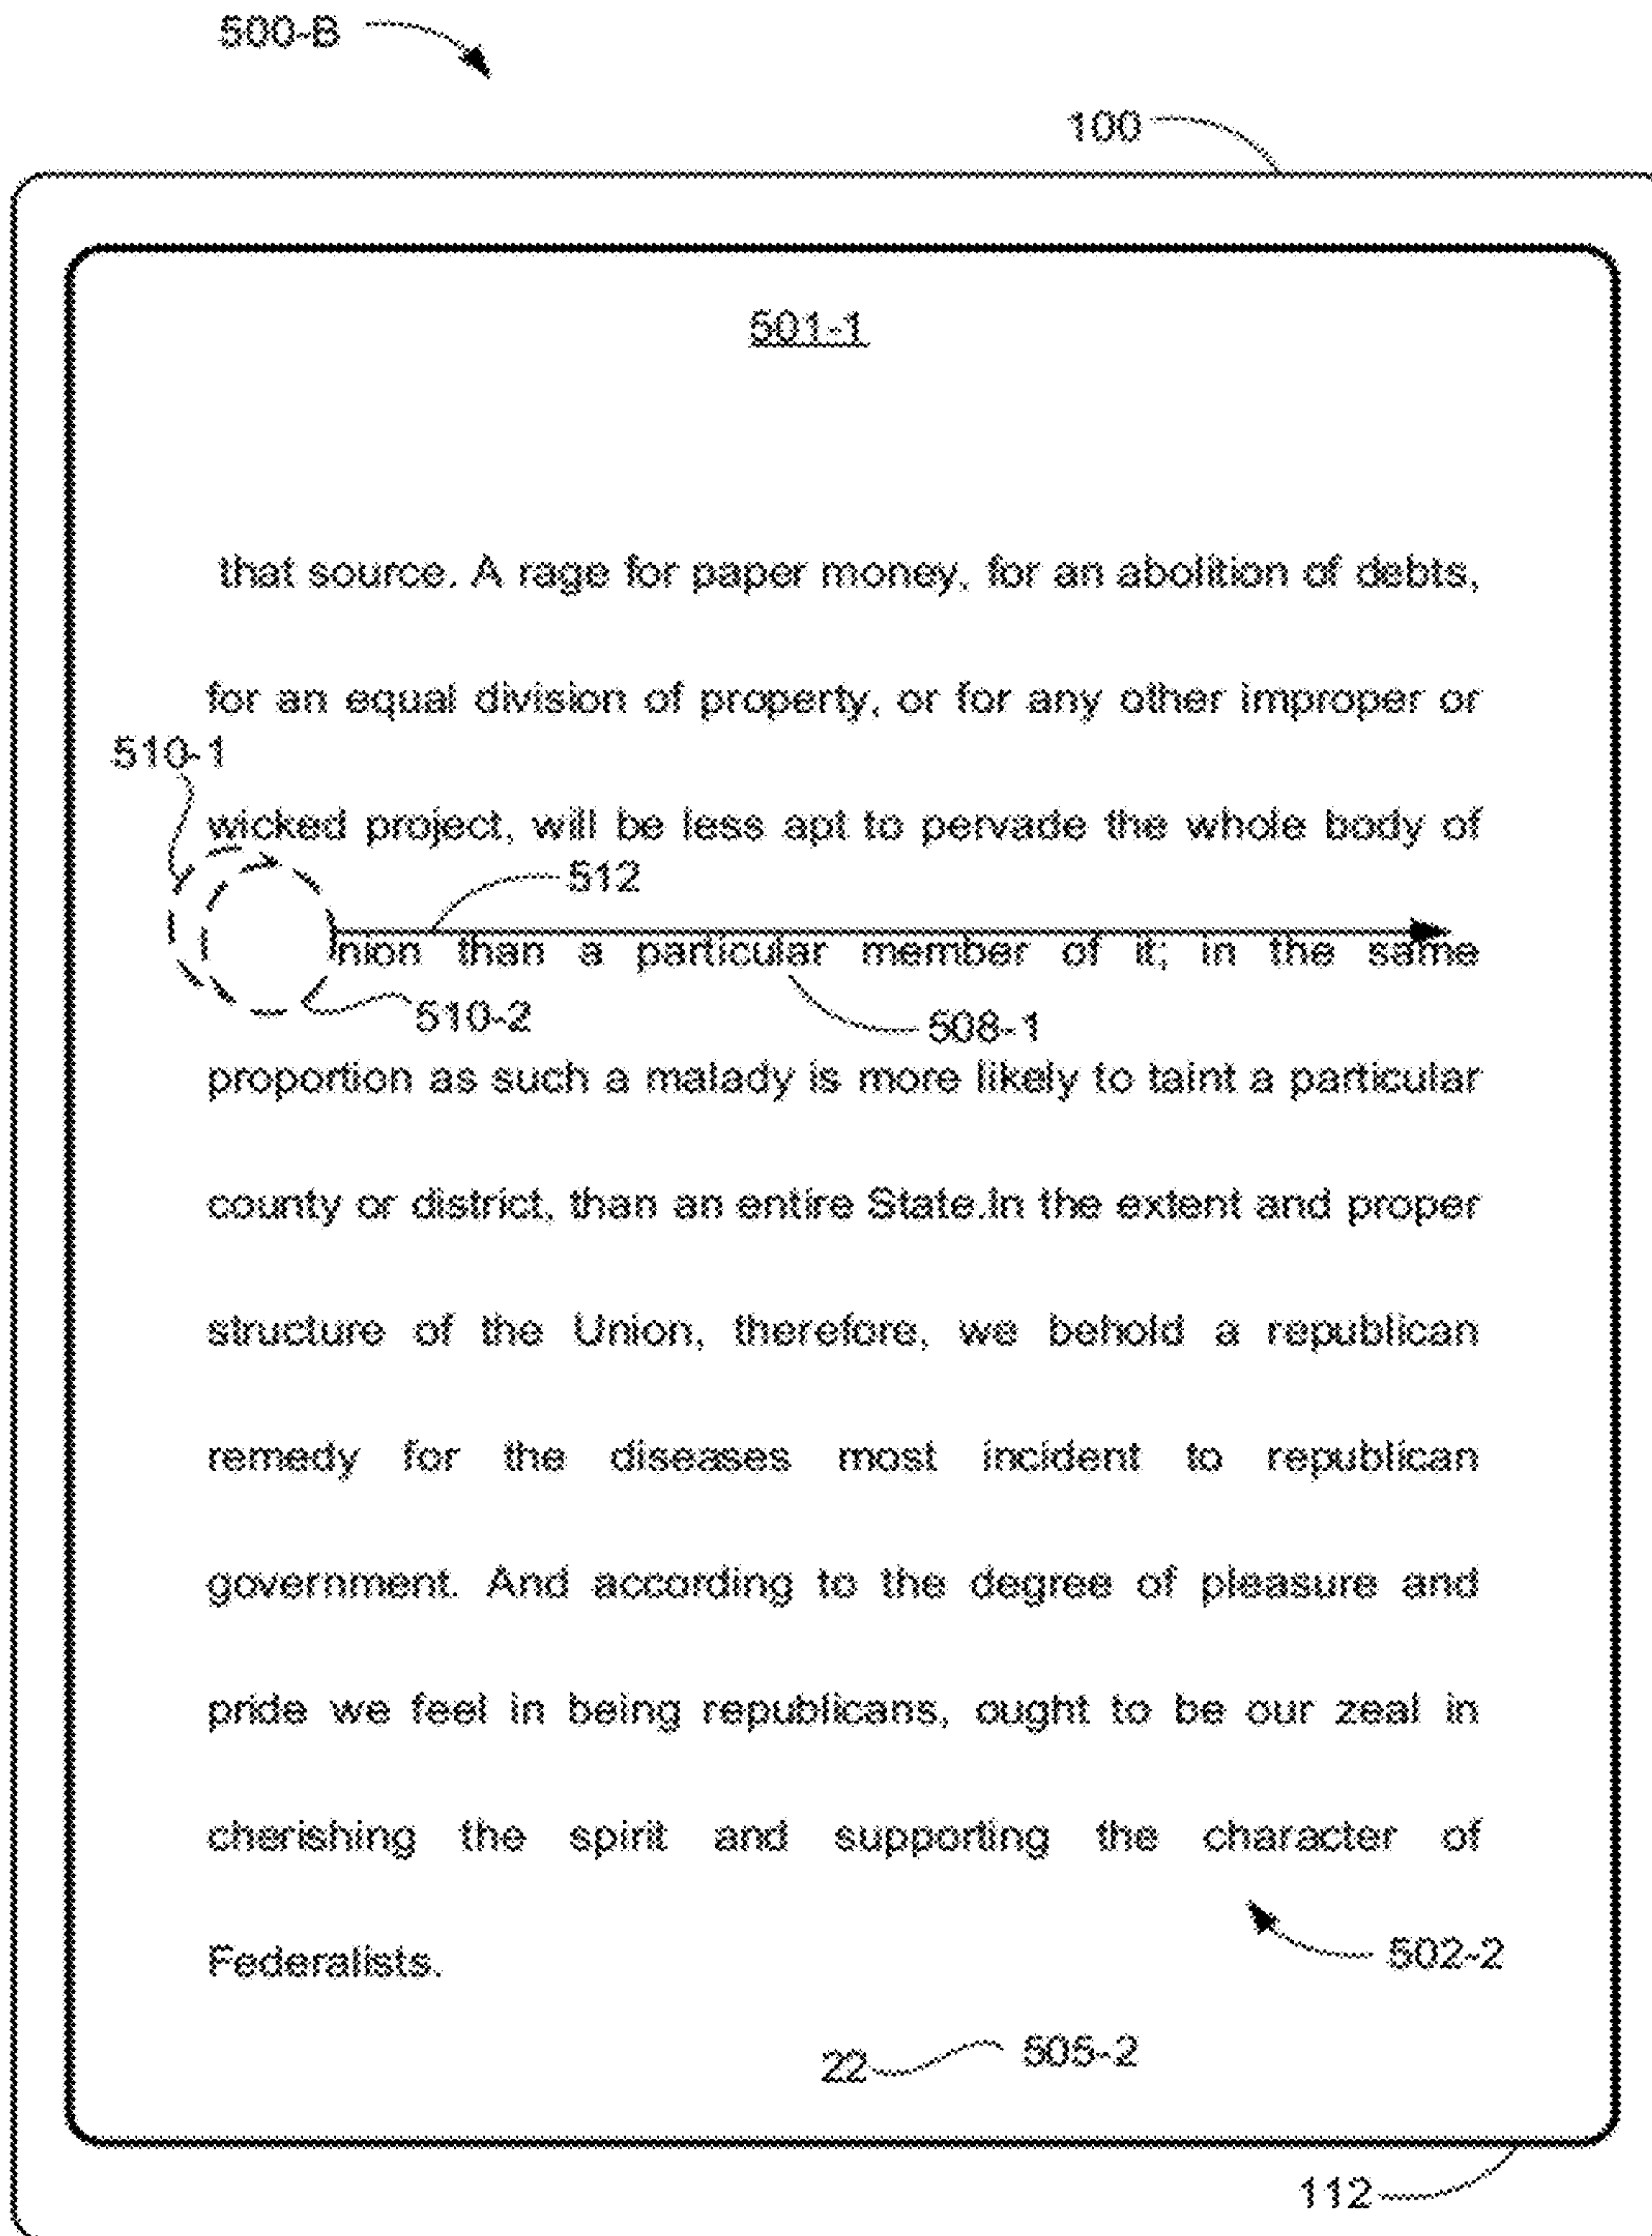 500-B
100
501-1
that source. A rage for paper money, for an abolition of debts,
for an equal division of property, or for any other improper or
510-1
wicked project, will be less apt to pervade the whole body of
512
nion than a particular member of it; in the same
510-2
508-1
proportion as such a malady is more likely to taint a particular
county or district, than an entire State.In the extent and proper
structure of the Union, therefore, we behold a republican
remedy for the diseases most incident to republican
government. And according to the degree of pleasure and
pride we feel in being republicans, ought to be our zeal in
cherishing the spirit and supporting the character of
502-2
Federalists.
22 505-2
112